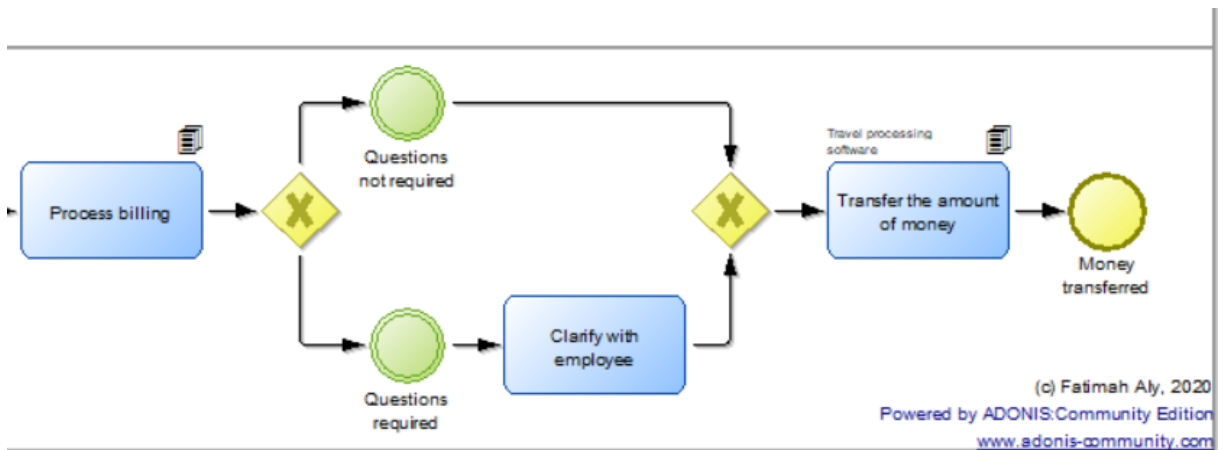 Questions
not required
Travel processing
software
Process billing
Transfer the amount
of money
Money
transferred
Clarify with
employee
Questions
required
(c) Fatimah Aly, 2020
Powered by ADONIS:Community Edition
www.adonis-community.com